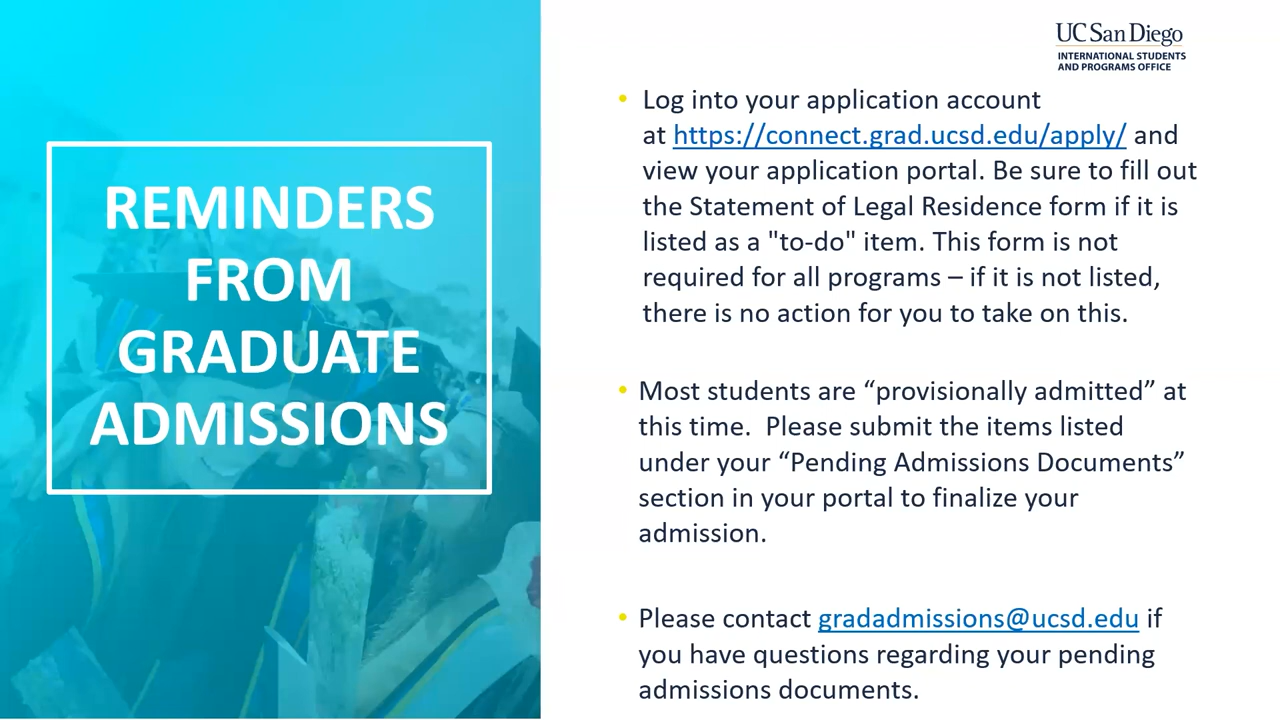 REMINDERS
FROM
GRADUATE
ADMISSIONS
UC San Diego
INTERNATIONAL STUDENTS
AND PROGRAMS OFFICE
• Log into your application account
at https://connect.grad.ucsd.edu/apply/ and
view your application portal. Be sure to fill out
the Statement of Legal Residence form if it is
listed as a "to-do" item. This form is not
required for all programs – if it is not listed,
there is no action for you to take on this.
• Most students are “provisionally admitted” at
this time.  Please submit the items listed
under your “Pending Admissions Documents”
section in your portal to finalize your
admission.
• Please contact gradadmissions@ucsd.edu if
you have questions regarding your pending
admissions documents.